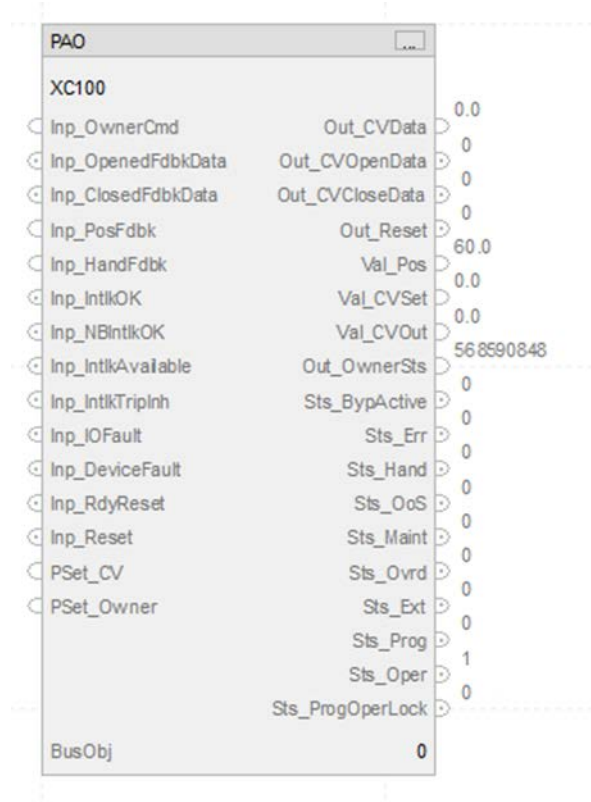 PAO ...
XC100
0.0
Inp_OwnerCmd Out_CVData
0
Inp_OpenedFdbkData Out_CVOpenData
0
Inp_ClosedFdbkData Out_CVCloseData
0
Inp_PosFdbk Out_Reset
60.0
Inp_HandFdbk Val_Pos
0.0
Inp_IntlkOK Val_CVSet
0.0
Inp_NBIntlkOK Val_CVOut
568590848
Inp_IntlkAvailable Out_OwnerSts
0
Inp_IntlkTripInh Sts_BypActive
0
Inp_IOFault Sts_Err
0
Inp_DeviceFault Sts_Hand
0
Inp_RdyReset Sts_OoS
0
Inp_Reset Sts_Maint
0
PSet_CV Sts_Ovrd
0
PSet_Owner Sts_Ext
0
Sts_Prog
1
Sts_Oper
0
Sts_ProgOperLock
BusObj 0